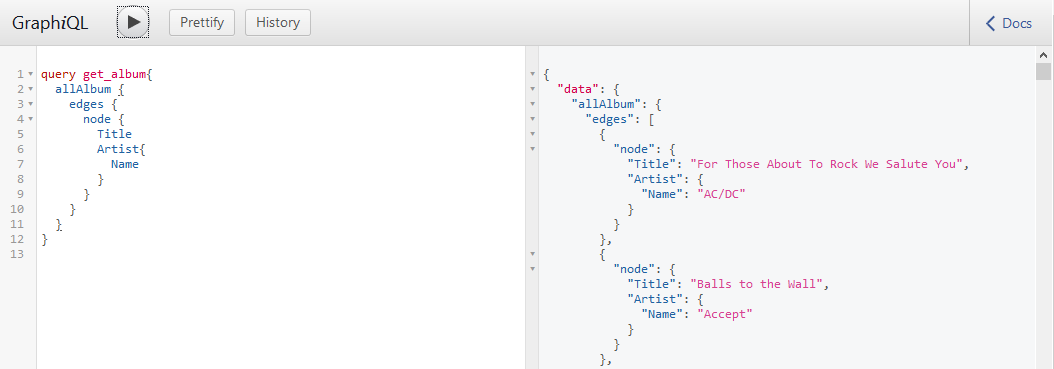 GraphiQL Prettify History Docs
1 query get_album{
2 allAlbum {
3 edges {
4 node {
5 Title
6 Artist{
7 Name
8 }
9 }
10 }
11 }
12 }
13
{
"data": {
"allAlbum": {
"edges": [
{
"node": {
"Title": "For Those About To Rock We Salute You",
"Artist": {
"Name": "AC/DC"
}
}
},
{
"node": {
"Title": "Balls to the Wall",
"Artist": {
"Name": "Accept"
}
}
},